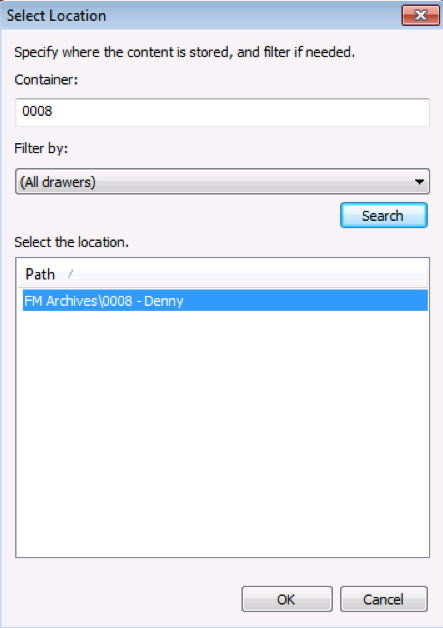 Select Location
Specify where the content is stored, and filter if needed.
Container:
0008
Filter by:
(All drawers)
Search
Select the location.
Path
FM Archives\0008 - Denny
OK
Cancel